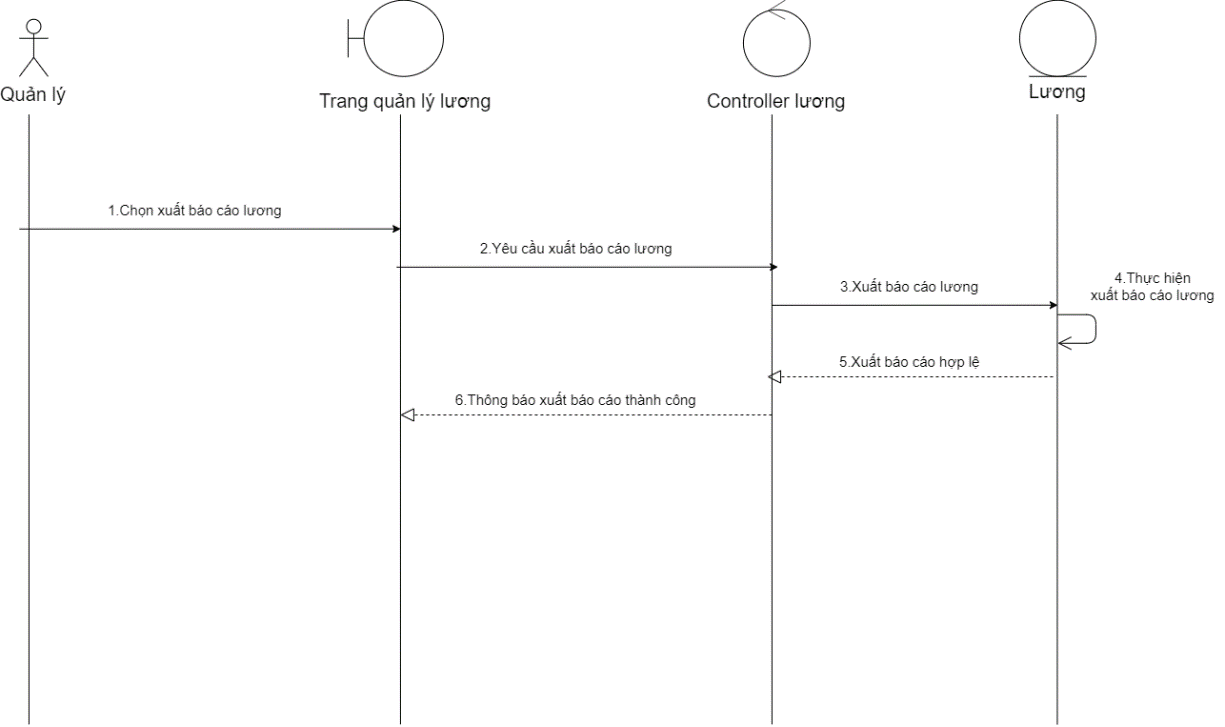 Quản lý
Trang quản lý lương
Controller lương
Lương
1.Chọn xuất báo cáo lương
2.Yêu cầu xuất báo cáo lương
3.Xuất báo cáo lương
4.Thực hiện
xuất báo cáo lương
5.Xuất báo cáo hợp lệ
6.Thông báo xuất báo cáo thành công